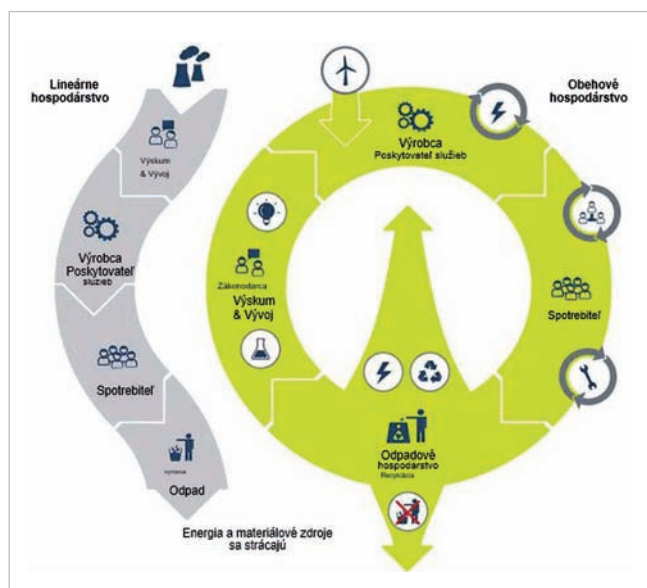 Lineárne
hospodárstvo
Výskum
& Vývoj
Výrobca
Poskytovateľ
služieb
Spotrebiteľ
Odpad
Energia a materiálové zdroje
sa strácajú
Obehové
hospodárstvo
Výrobca
Poskytovateľ služieb
Zákonodarca
Výskum
& Vývoj
Spotrebiteľ
Odpadové
hospodárstvo
Recyklácia